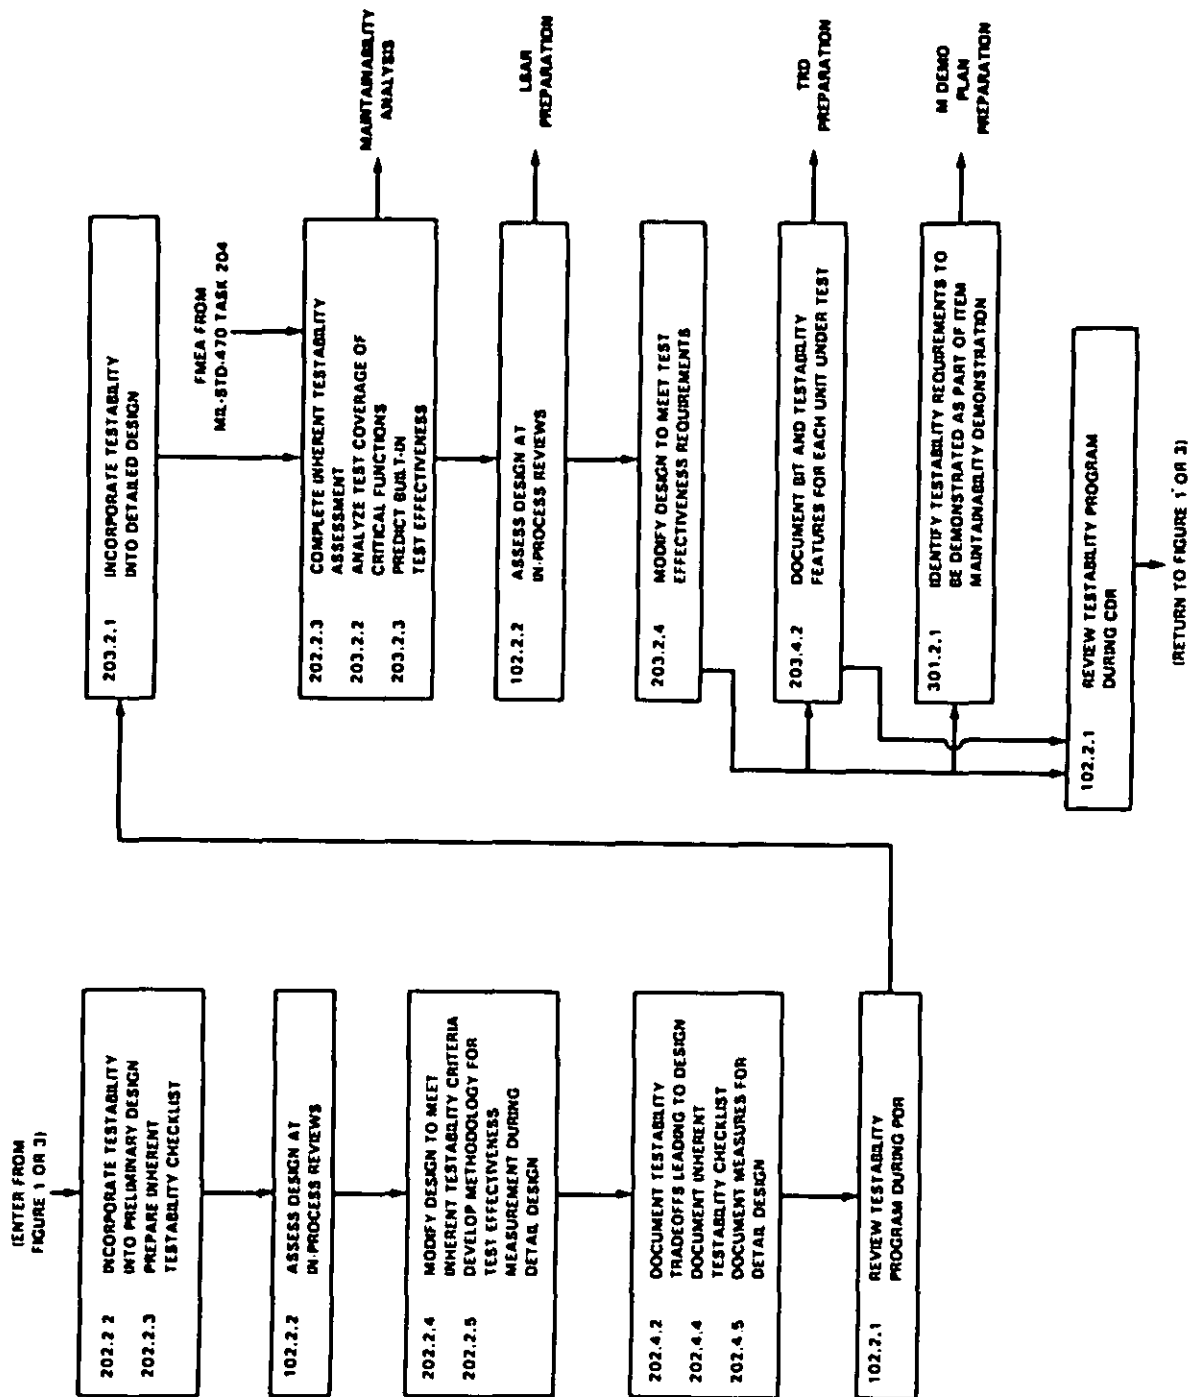 (ENTER FROM
FIGURE 1 OR 3)
202.2 2 INCORPORATE TESTABILITY
INTO PRELIMINARY DESIGN
202.2.3 PREPARE INHERENT
TESTABILITY CHECKLIST
102.2.2 ASSESS DESIGN AT
IN-PROCESS REVIEWS
202.2.4 MODIFY DESIGN TO MEET
INHERENT TESTABILITY CRITERIA
202.2.5 DEVELOP METHODOLOGY FOR
TEST EFFECTIVENESS
MEASUREMENT DURING
DETAIL DESIGN
202.4.2 DOCUMENT TESTABILITY
TRADEOFFS LEADING TO DESIGN
202.4.4 DOCUMENT INHERENT
TESTABILITY CHECKLIST
202.4.5 DOCUMENT MEASURES FOR
DETAIL DESIGN
102.2.1 REVIEW TESTABILITY
PROGRAM DURING PDR
203.2.1 INCORPORATE TESTABILITY
INTO DETAILED DESIGN
FMEA FROM
MIL-STD-470 TASK 204
202.2.3 COMPLETE INHERENT TESTABILITY
ASSESSMENT
203.2.2 ANALYZE TEST COVERAGE OF
CRITICAL FUNCTIONS
203.2.3 PREDICT BUILT-IN
TEST EFFECTIVENESS
MAINTAINABILITY
ANALYSIS
102.2.2 ASSESS DESIGN AT
IN-PROCESS REVIEWS
LSAR
PREPARATION
203.2.4 MODIFY DESIGN TO MEET TEST
EFFECTIVENESS REQUIREMENTS
203.4.2 DOCUMENT BIT AND TESTABILITY
FEATURES FOR EACH UNIT UNDER TEST
TRD
PREPARATION
301.2.1 IDENTIFY TESTABILITY REQUIREMENTS TO
BE DEMONSTRATED AS PART OF ITEM
MAINTAINABILITY DEMONSTRATION
M DEMO
PLAN
PREPARATION
102.2.1 REVIEW TESTABILITY PROGRAM
DURING CDR
(RETURN TO FIGURE 1 OR 3)